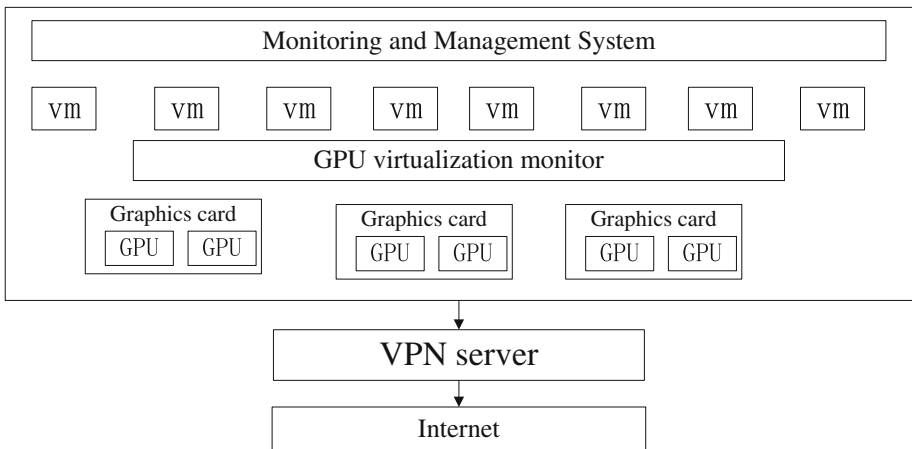 Monitoring and Management System
vm vm vm vm vm vm vm vm
GPU virtualization monitor
Graphics card Graphics card Graphics card
GPU GPU GPU GPU GPU GPU
VPN server
Internet